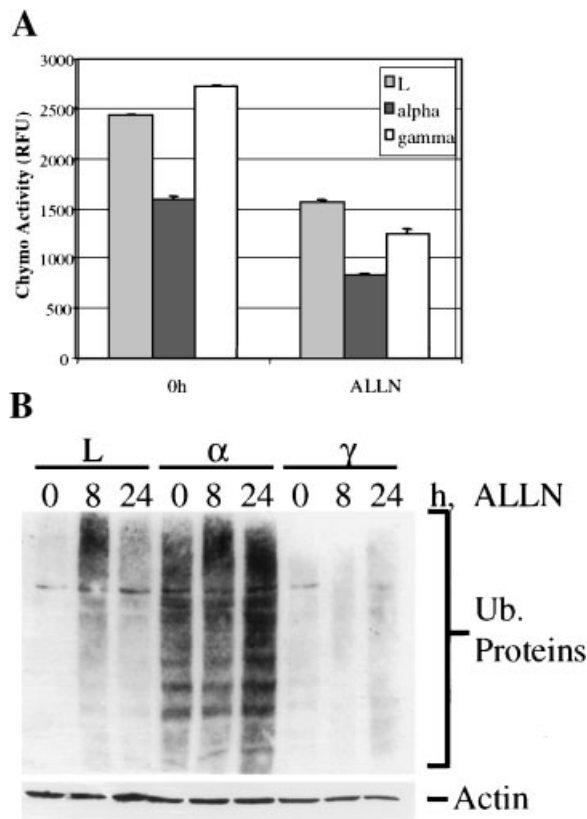 A
3000
2500
2000
1500
1000
500
0
Chymo Activity (RFU)
L
alpha
gamma
0h ALLN
B
L α γ
0 8 24 0 8 24 0 8 24 h, ALLN
Ub.
Proteins
Actin